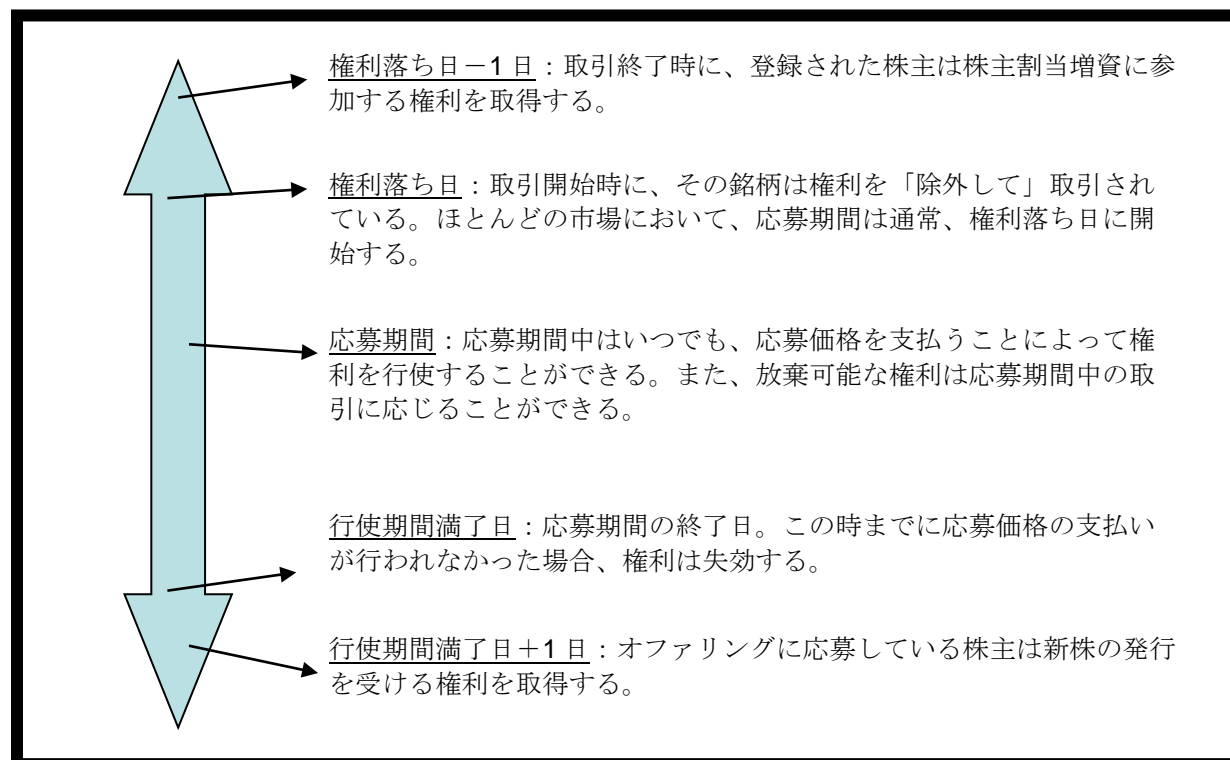 権利落ち日－1 日：取引終了時に、登録された株主は株主割当増資に参
加する権利を取得する。
権利落ち日：取引開始時に、その銘柄は権利を「除外して」取引され
ている。ほとんどの市場において、応募期間は通常、権利落ち日に開
始する。
応募期間：応募期間中はいつでも、応募価格を支払うことによって権
利を行使することができる。また、放棄可能な権利は応募期間中の取
引に応じることができる。
行使期間満了日：応募期間の終了日。この時までに応募価格の支払い
が行われなかった場合、権利は失効する。
行使期間満了日＋1 日：オファリングに応募している株主は新株の発行
を受ける権利を取得する。